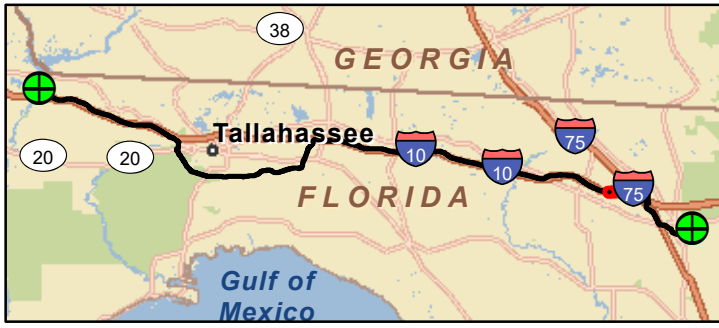 38
GEORGIA
Tallahassee
75
10
10
20
20
FLORIDA
75
Gulf of
Mexico